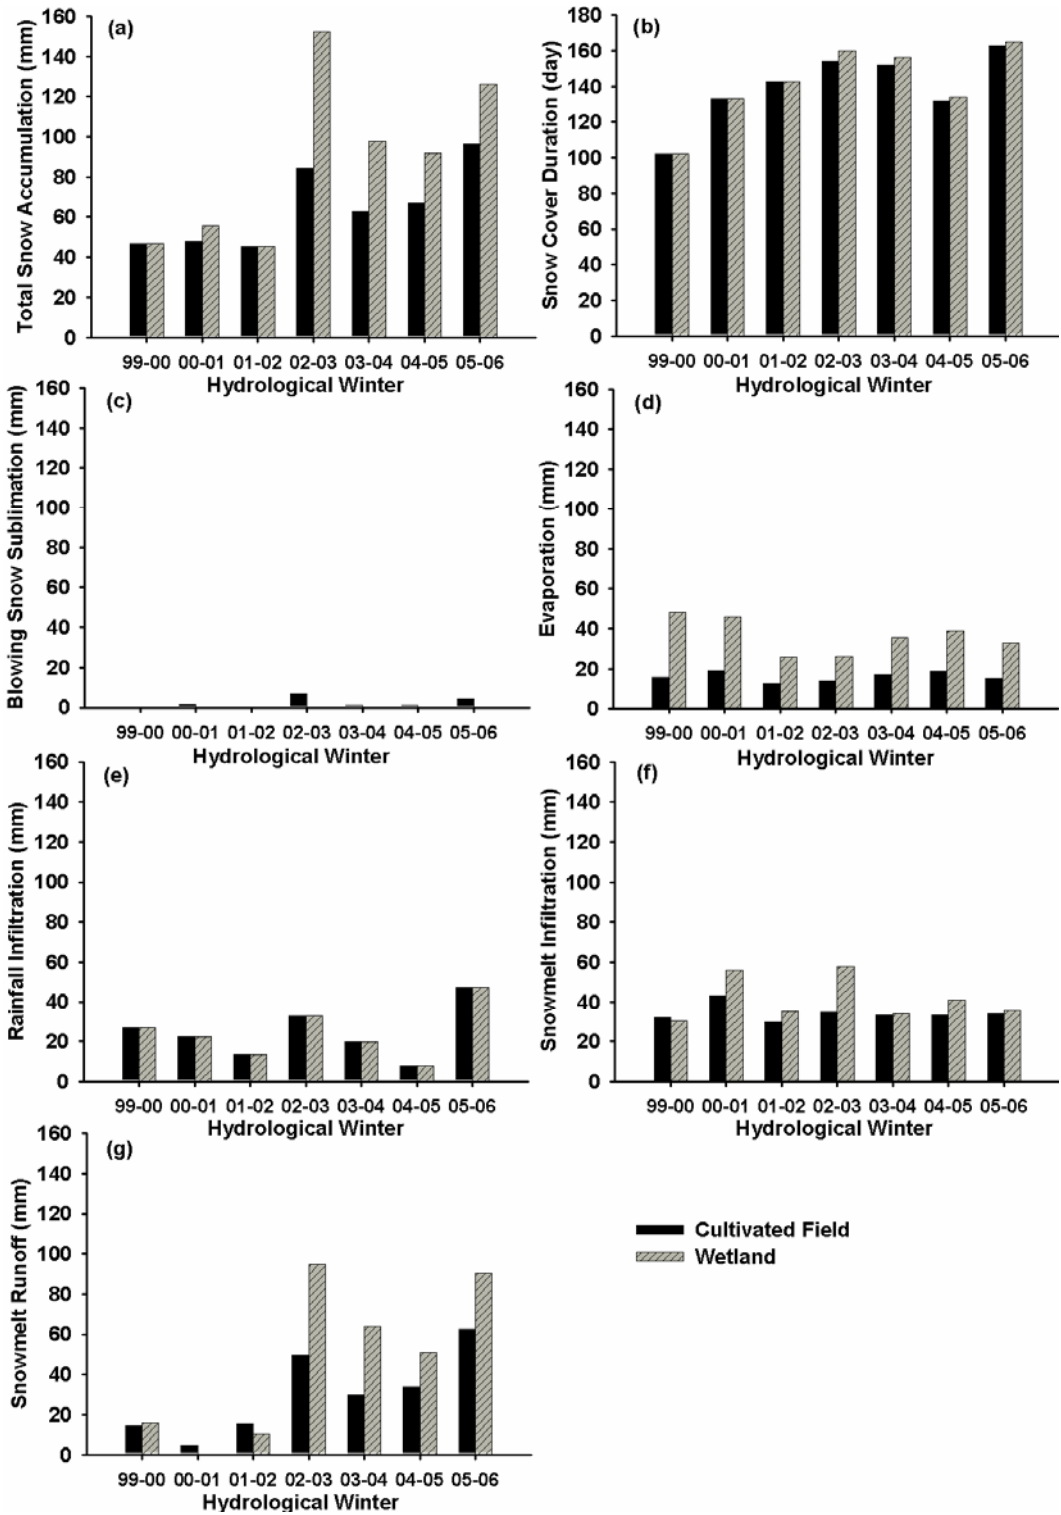 (a)
Total Snow Accumulation (mm)
160
140
120
100
80
60
40
20
0
99-00 00-01 01-02 02-03 03-04 04-05 05-06
Hydrological Winter
(b)
Snow Cover Duration (day)
180
160
140
120
100
80
60
40
20
0
99-00 00-01 01-02 02-03 03-04 04-05 05-06
Hydrological Winter
(c)
Blowing Snow Sublimation (mm)
160
140
120
100
80
60
40
20
0
99-00 00-01 01-02 02-03 03-04 04-05 05-06
Hydrological Winter
(d)
Evaporation (mm)
160
140
120
100
80
60
40
20
0
99-00 00-01 01-02 02-03 03-04 04-05 05-06
Hydrological Winter
(e)
Rainfall Infiltration (mm)
160
140
120
100
80
60
40
20
0
99-00 00-01 01-02 02-03 03-04 04-05 05-06
Hydrological Winter
(f)
Snowmelt Infiltration (mm)
160
140
120
100
80
60
40
20
0
99-00 00-01 01-02 02-03 03-04 04-05 05-06
Hydrological Winter
(g)
Snowmelt Runoff (mm)
160
140
120
100
80
60
40
20
0
99-00 00-01 01-02 02-03 03-04 04-05 05-06
Hydrological Winter
Cultivated Field
Wetland